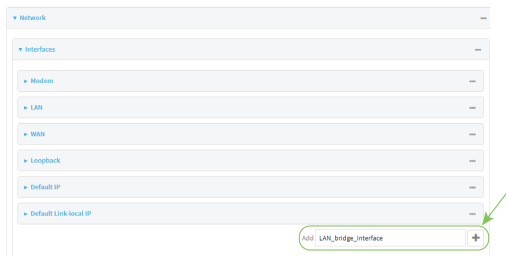 Network
Interfaces
Modem
LAN
WAN
Loopback
Default IP
Default Link-local IP
Add LAN_bridge_interface